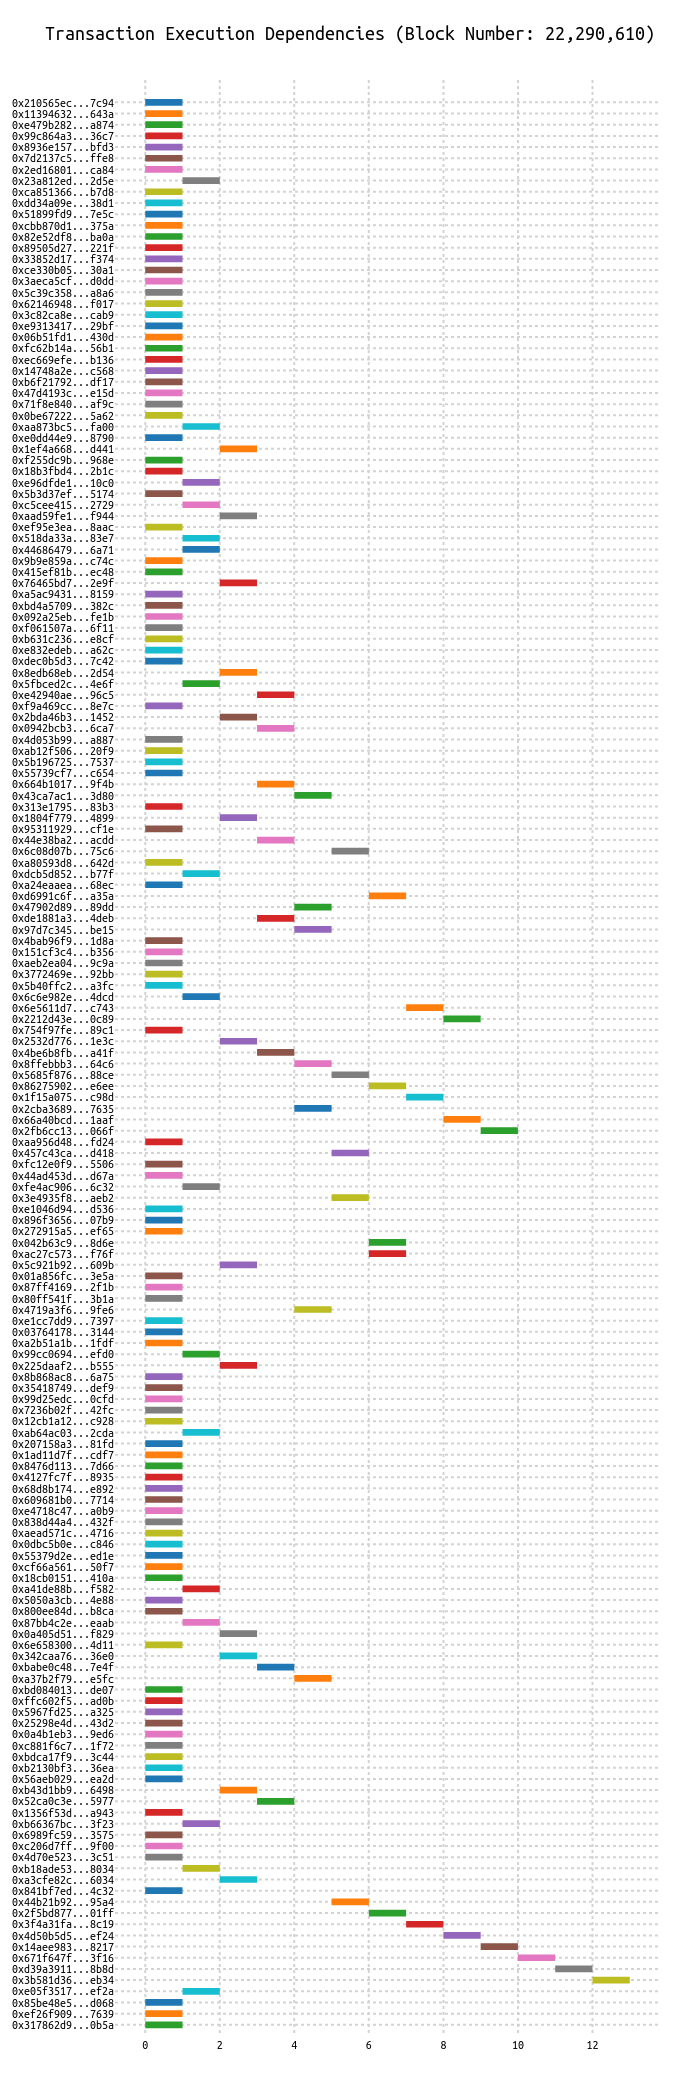 Transaction Execution Dependencies (Block Number: 22,290,610)
0x210565ec...7c94
0x11394632...643a
0xe479b282...a874
0x99c864a3...36c7
0x8936e157...bfd3
0x7d2137c5...ffe8
0x2ed16801...ca84
0x23a812ed...2d5e
0xca851366...b7d8
0xdd34a09e...38d1
0x51899fd9...7e5c
0xcbb870d1...375a
0x82e52df8...ba0a
0x89505d27...221f
0x33852d17...f374
0xce330b05...30a1
0x3aeca5cf...d0dd
0x5c39c358...a8a6
0x62146948...f017
0x3c82ca8e...cab9
0xe9313417...29bf
0x06b51fd1...430d
0xfc62b14a...56b1
0xec669efe...b136
0x14748a2e...c568
0xb6f21792...df17
0x47d4193c...e15d
0x71f8e840...af9c
0x0be67222...5a62
0xaa873bc5...fa00
0xe0dd44e9...8790
0x1ef4a668...d441
0xf255dc9b...968e
0x18b3fbd4...2b1c
0xe96dfde1...10c0
0x5b3d37ef...5174
0xc5cee415...2729
0xaad59fe1...f944
0xef95e3ea...8aac
0x518da33a...83e7
0x44686479...6a71
0x9b9e859a...c74c
0x415ef81b...ec48
0x76465bd7...2e9f
0xa5ac9431...8159
0xbd4a5709...382c
0x092a25eb...fe1b
0xf061507a...6f11
0xb631c236...e8cf
0xe832edeb...a62c
0xdec0b5d3...7c42
0x8edb68eb...2d54
0x5fbced2c...4e6f
0xe42940ae...96c5
0xf9a469cc...8e7c
0x2bda46b3...1452
0x0942bcb3...6ca7
0x4d053b99...a887
0xab12f506...20f9
0x5b196725...7537
0x55739cf7...c654
0x664b1017...9f4b
0x43ca7ac1...3d80
0x313e1795...83b3
0x1804f779...4899
0x95311929...cf1e
0x44e38ba2...acdd
0x6c08d07b...75c6
0xa80593d8...642d
0xdcb5d852...b77f
0xa24eaaea...68ec
0xd6991c6f...a35a
0x47902d89...89dd
0xde1881a3...4deb
0x97d7c345...be15
0x4bab96f9...1d8a
0x151cf3c4...b356
0xaeb2ea04...9c9a
0x3772469e...92bb
0x5b40ffc2...a3fc
0x6c6e982e...4dcd
0x6e5611d7...c743
0x2212d43e...0c89
0x754f97fe...89c1
0x2532d776...1e3c
0x4be6b8fb...a41f
0x8ffebbb3...64c6
0x5685f876...88ce
0x86275902...e6ee
0x1f15a075...c98d
0x2cba3689...7635
0x66a40bcd...1aaf
0x2fb6cc13...066f
0xaa956d48...fd24
0x457c43ca...d418
0xfc12e0f9...5506
0x44ad453d...d67a
0xfe4ac906...6c32
0x3e4935f8...aeb2
0xe1046d94...d536
0x896f3656...07b9
0x272915a5...ef65
0x042b63c9...8d6e
0xac27c573...f76f
0x5c921b92...609b
0x01a856fc...3e5a
0x87ff4169...2f1b
0x80ff541f...3b1a
0x4719a3f6...9fe6
0xe1cc7dd9...7397
0x03764178...3144
0xa2b51a1b...1fdf
0x99cc0694...efd0
0x225daaf2...b555
0x8b868ac8...6a75
0x35418749...def9
0x99d25edc...0cfd
0x7236b02f...42fc
0x12cb1a12...c928
0xab64ac03...2cda
0x207158a3...81fd
0x1ad11d7f...cdf7
0x8476d113...7d66
0x4127fc7f...8935
0x68d8b174...e892
0x609681b0...7714
0xe4718c47...a0b9
0x838d44a4...432f
0xaead571c...4716
0x0dbc5b0e...c846
0x55379d2e...ed1e
0xcf66a561...50f7
0x18cb0151...410a
0xa41de88b...f582
0x5050a3cb...4e88
0x800ee84d...b8ca
0x87bb4c2e...eaab
0x0a405d51...f829
0x6e658300...4d11
0x342caa76...36e0
0xbabe0c48...7e4f
0xa37b2f79...e5fc
0xbd084013...de07
0xffc602f5...ad0b
0x5967fd25...a325
0x25298e4d...43d2
0x0a4b1eb3...9ed6
0xc881f6c7...1f72
0xbdca17f9...3c44
0xb2130bf3...36ea
0x56aeb029...ea2d
0xb43d1bb9...6498
0x52ca0c3e...5977
0x1356f53d...a943
0xb66367bc...3f23
0x6989fc59...3575
0xc206d7ff...9f00
0x4d70e523...3c51
0xb18ade53...8034
0xa3cfe82c...6034
0x841bf7ed...4c32
0x44b21b92...95a4
0x2f5bd877...01ff
0x3f4a31fa...8c19
0x4d50b5d5...ef24
0x14aee983...8217
0x671f647f...3f16
0xd39a3911...8b8d
0x3b581d36...eb34
0xe05f3517...ef2a
0x85be48e5...d068
0xef26f909...7639
0x317862d9...0b5a
0 2 4 6 8 10 12